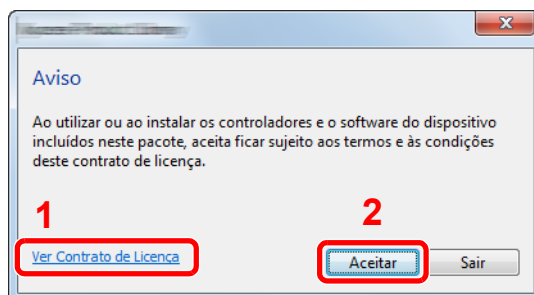 Aviso
Ao utilizar ou ao instalar os controladores e o software do dispositivo
incluídos neste pacote, aceita ficar sujeito aos termos e às condições
deste contrato de licença.
1
2
Ver Contrato de Licença
Aceitar
Sair